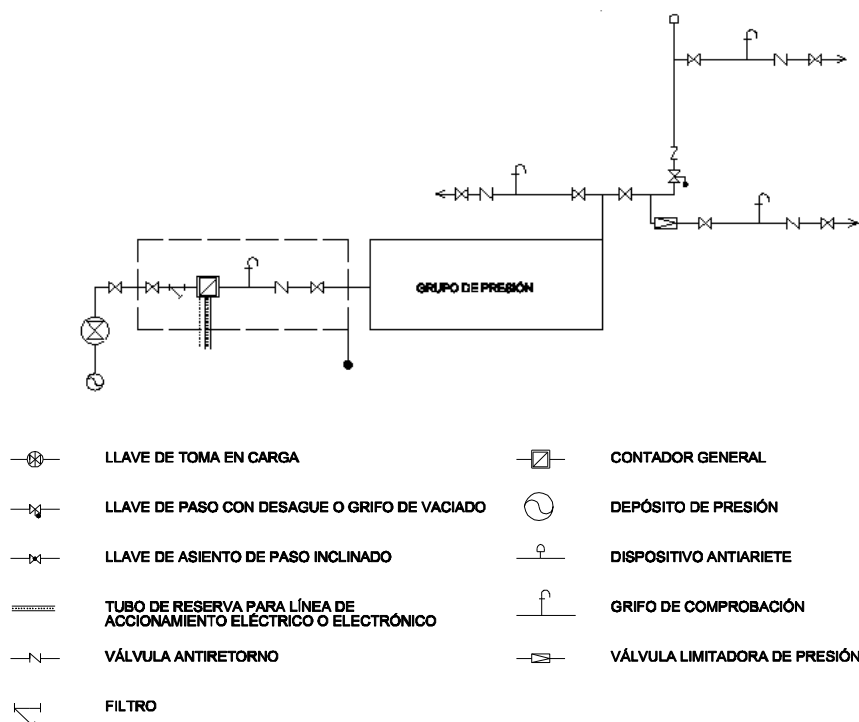 GRUPO DE PRESIÓN
LLAVE DE TOMA EN CARGA
CONTADOR GENERAL
LLAVE DE PASO CON DESAGUE O GRIFO DE VACIADO
DEPÓSITO DE PRESIÓN
LLAVE DE ASIENTO DE PASO INCLINADO
DISPOSITIVO ANTIARIETE
TUBO DE RESERVA PARA LÍNEA DE
ACCIONAMIENTO ELÉCTRICO O ELECTRÓNICO
GRIFO DE COMPROBACIÓN
VÁLVULA ANTIRETORNO
VÁLVULA LIMITADORA DE PRESIÓN
FILTRO